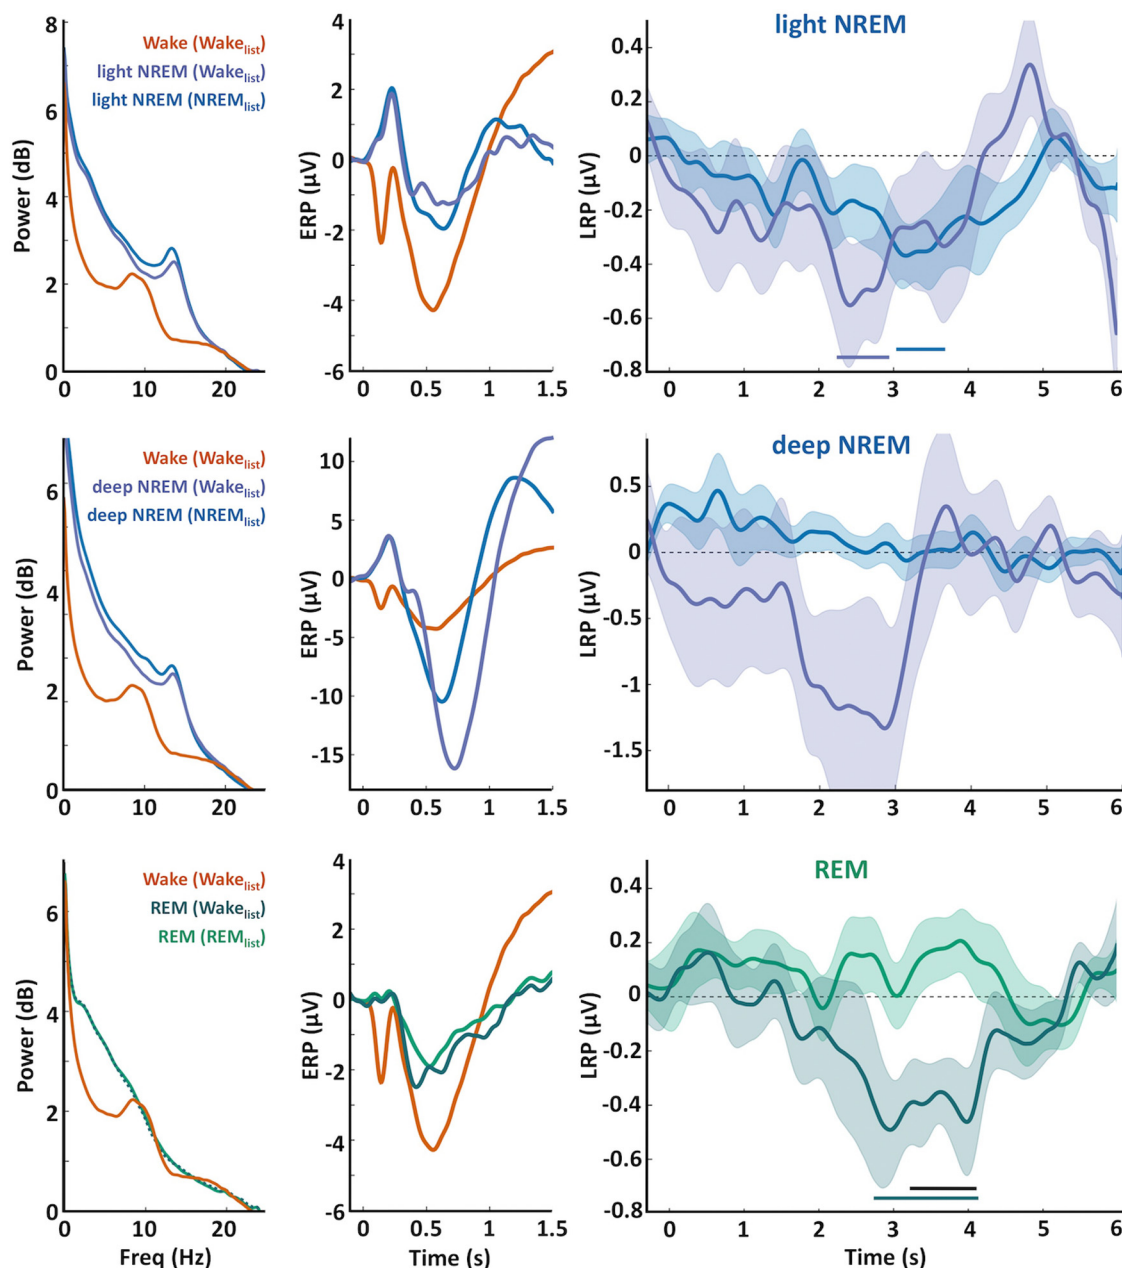 light NREM
Wake (Wakelist)
light NREM (Wakelist)
light NREM (NREMlist)
Power (dB)
8
6
4
2
0
0 10 20
ERP (µV)
4
2
0
-2
-4
-6
0 0.5 1 1.5
LRP (µV)
0.4
0.2
0
-0.2
-0.4
-0.6
-0.8
0 1 2 3 4 5 6
deep NREM
Wake (Wakelist)
deep NREM (Wakelist)
deep NREM (NREMlist)
Power (dB)
6
4
2
0
0 10 20
ERP (µV)
10
5
0
-5
-10
-15
0 0.5 1 1.5
LRP (µV)
0.5
0
-0.5
-1
-1.5
0 1 2 3 4 5 6
REM
Wake (Wakelist)
REM (Wakelist)
REM (REMlist)
Power (dB)
6
4
2
0
0 10 20
Freq (Hz)
ERP (µV)
4
2
0
-2
-4
-6
0 0.5 1 1.5
Time (s)
LRP (µV)
0.4
0.2
0
-0.2
-0.4
-0.6
-0.8
0 1 2 3 4 5 6
Time (s)